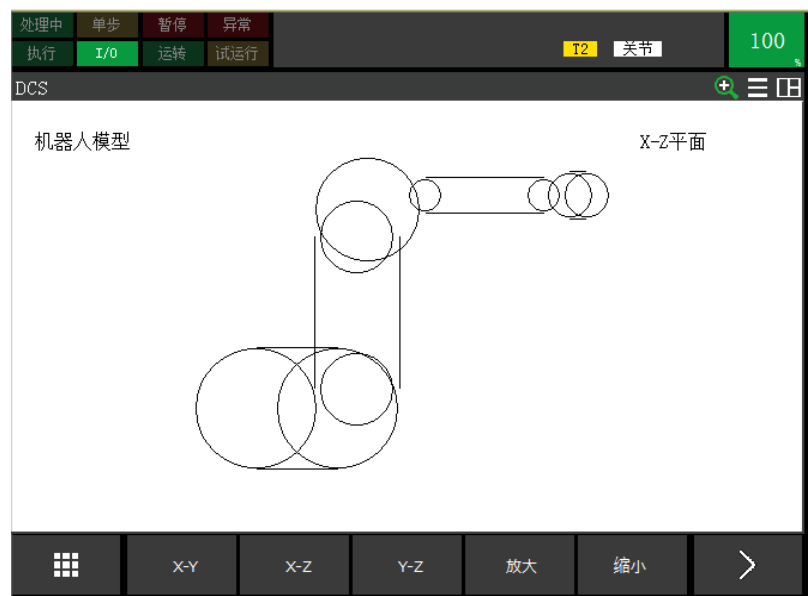 处理中 单步 暂停 异常
执行 I/O 运转 试运行 T2 关节 100 %
DCS
机器人模型 X-Z平面
X-Y X-Z Y-Z 放大 缩小